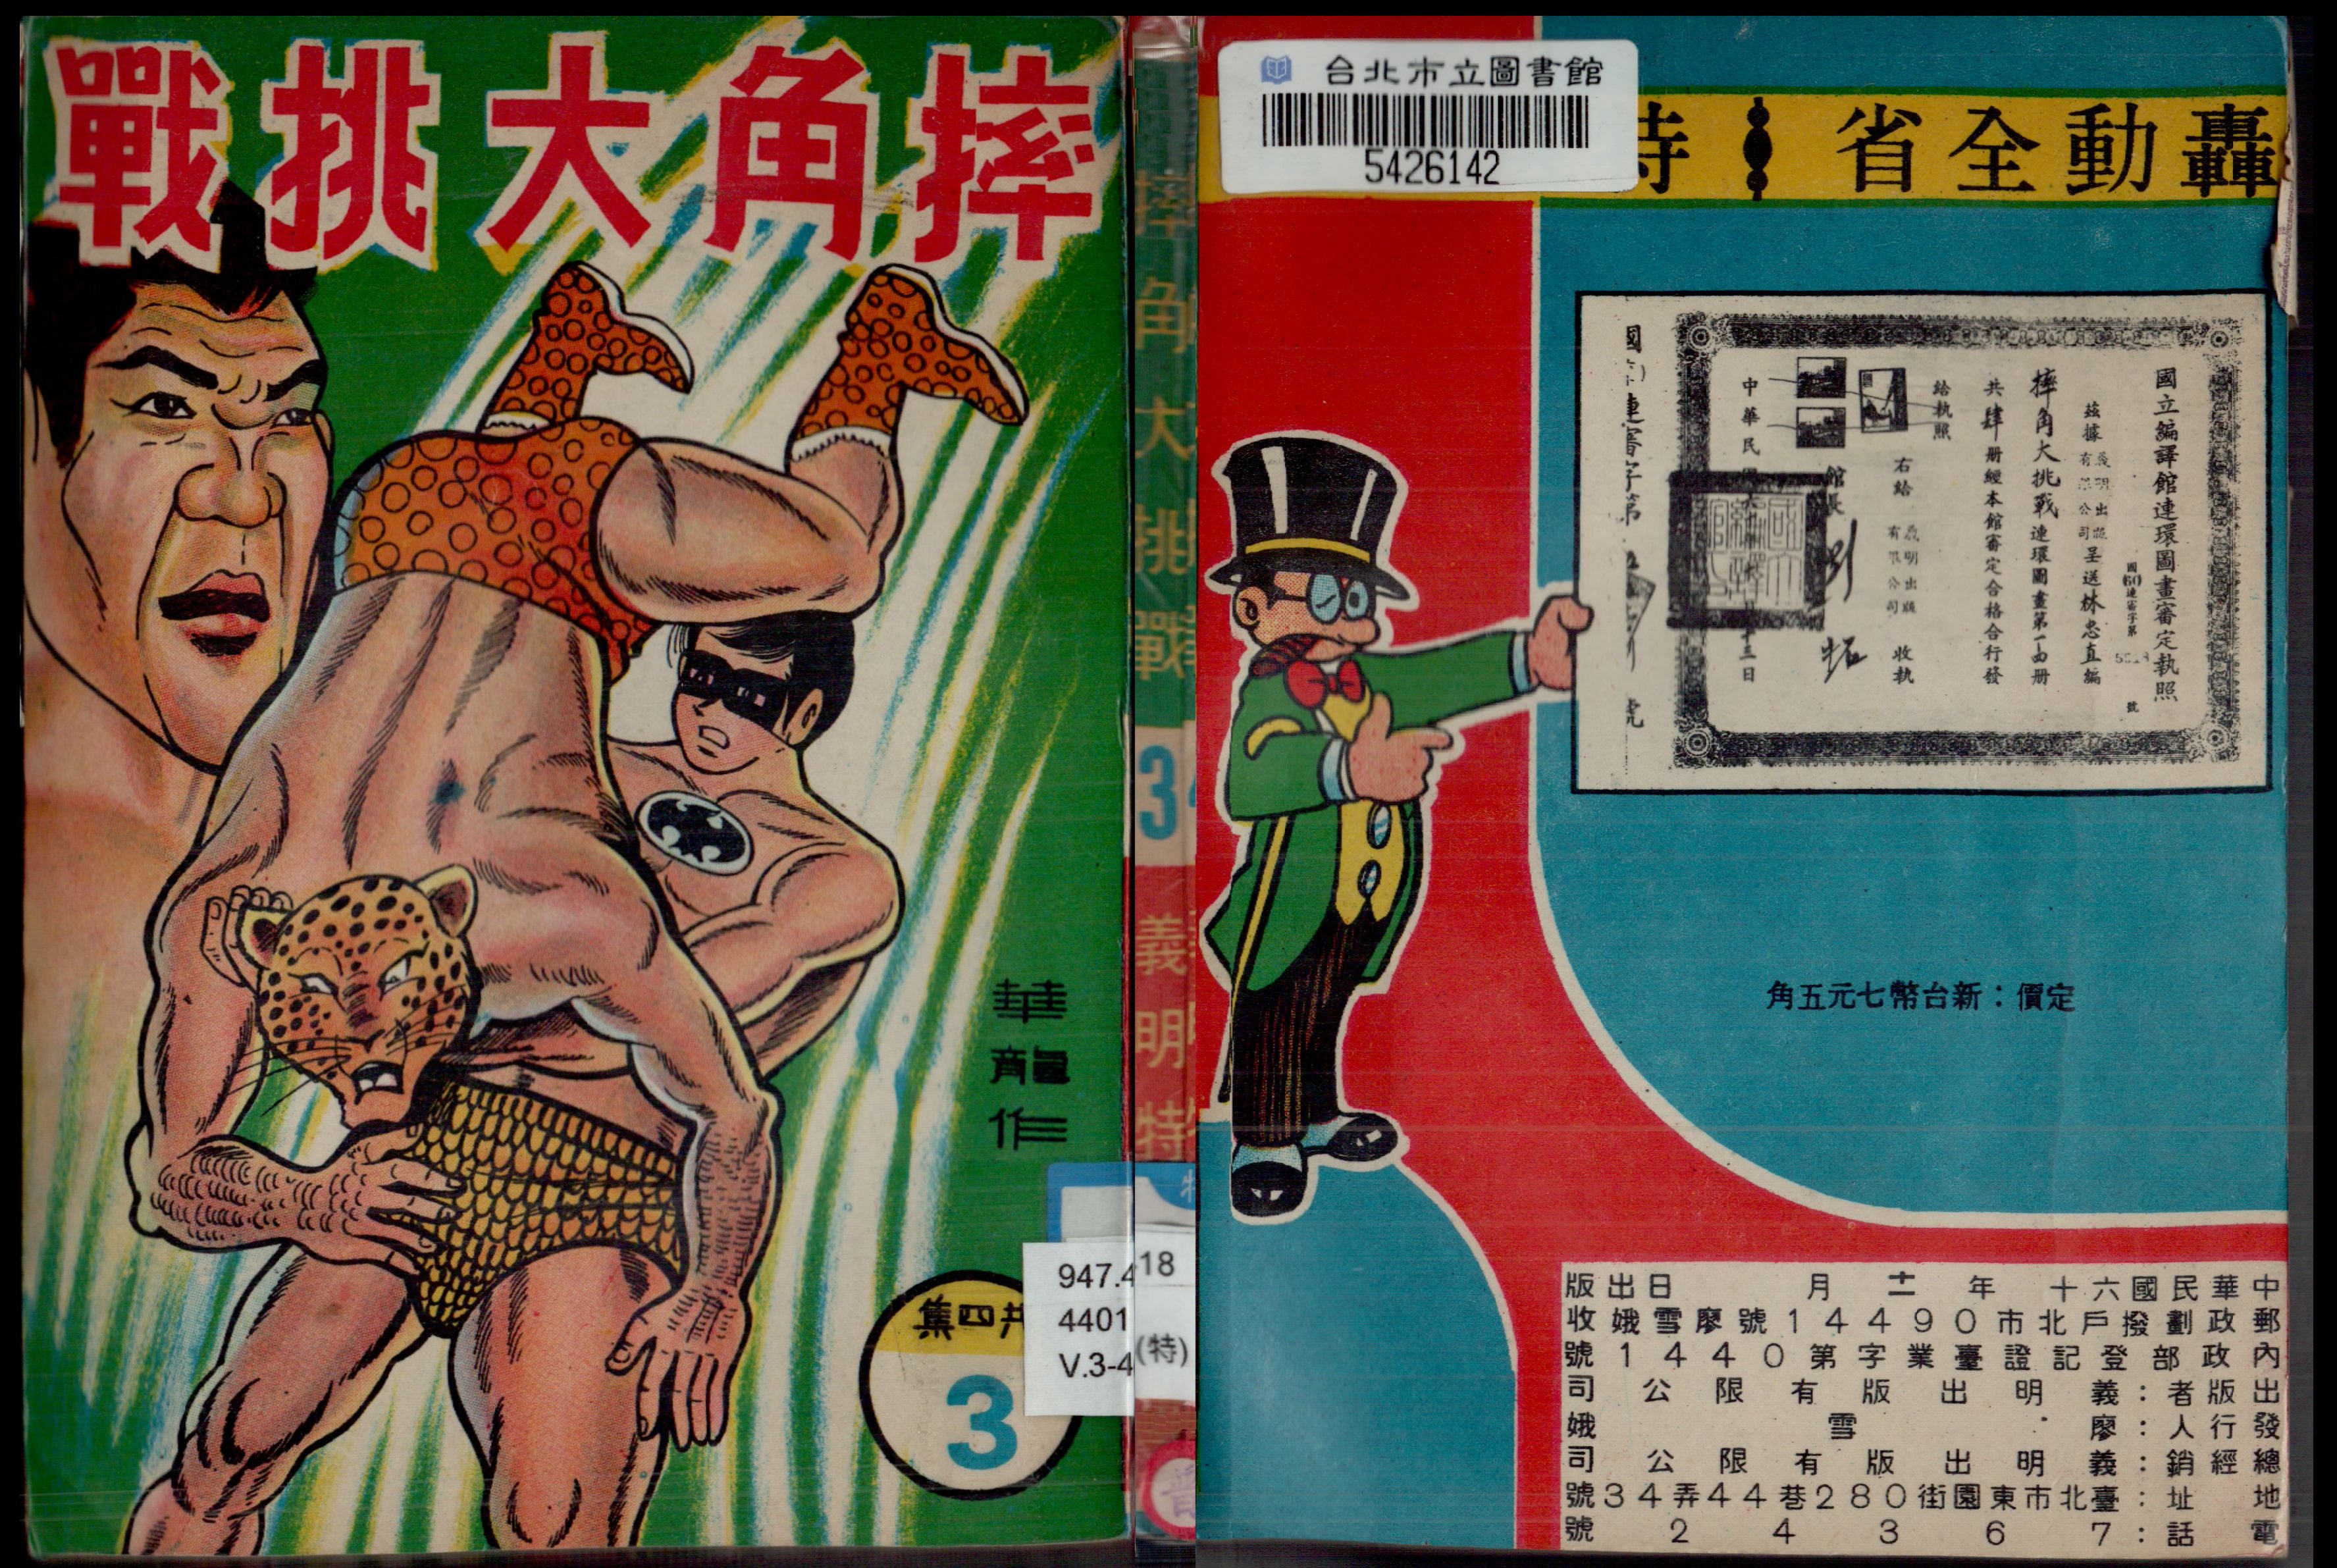 摔角大挑戰
華龍作
共四集
3
947.4
4401
V.3-4
摔角大挑戰
3
義明
特
18
(特)
台北市立圖書館
5426142
轟動全省
國立編譯館連環圖畫審定執照
茲據義明出版有限公司呈送林忠直編
摔角大挑戰連環圖畫第一四册
共肆册經本館審定合格合行發
給執照
右給 義明出版有限公司 收執
館長
中華民
定價：新台幣七元五角
中華民國六十年十二月 日出版
郵政劃撥戶北市14490號廖雪娥收
內政部登記證臺業字第1440號
出版者：義明出版有限公司
發行人：廖雪娥
總經銷：義明出版有限公司
地址：臺北市東園街280巷44弄34號
電話：76342號